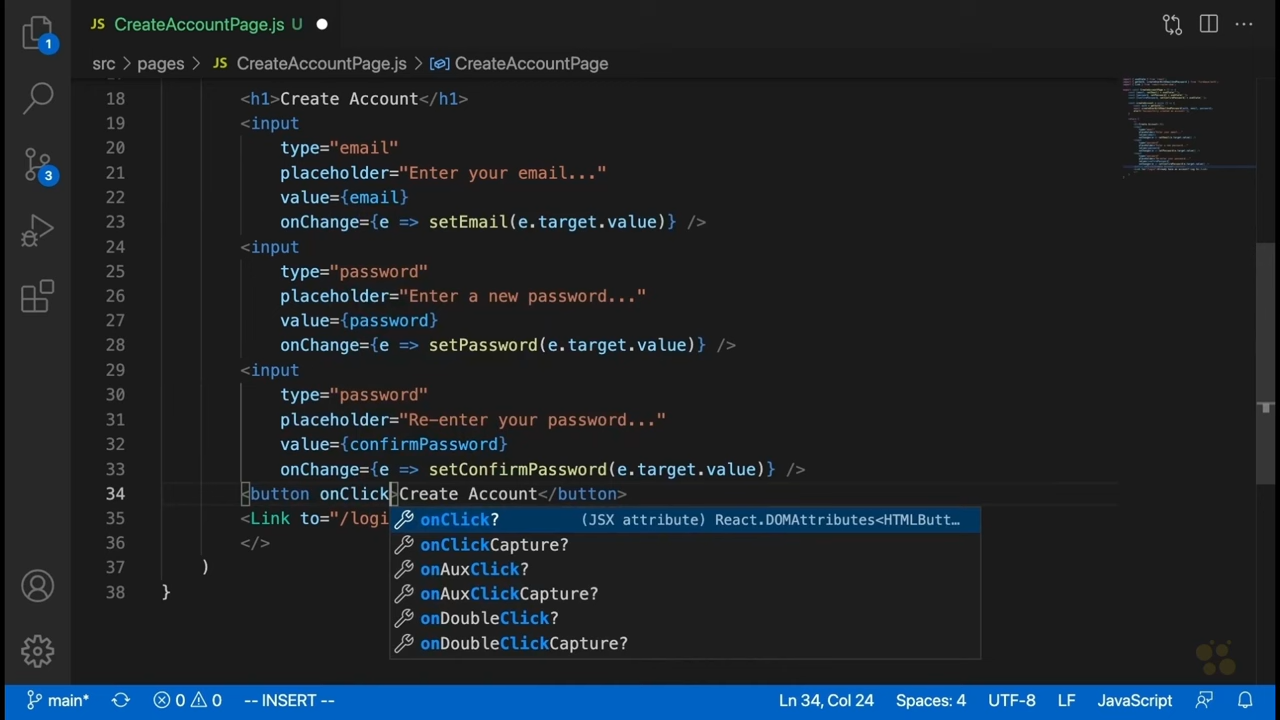 1
JS CreateAccountPage.js U
src > pages > JS CreateAccountPage.js > CreateAccountPage
3
18 <h1>Create Account</h1>
19 <input
20 type="email"
21 placeholder="Enter your email..."
22 value={email}
23 onChange={e => setEmail(e.target.value)} />
24 <input
25 type="password"
26 placeholder="Enter a new password..."
27 value={password}
28 onChange={e => setPassword(e.target.value)} />
29 <input
30 type="password"
31 placeholder="Re-enter your password..."
32 value={confirmPassword}
33 onChange={e => setConfirmPassword(e.target.value)} />
34 <button onClick>Create Account</button>
35 <Link to="/logi
onClick? (JSX attribute) React.DOMAttributes<HTMLButt...
36 </>
onClickCapture?
37 )
onAuxClick?
38 }
onAuxClickCapture?
onDoubleClick?
onDoubleClickCapture?
main* 0 0 -- INSERT -- Ln 34, Col 24 Spaces: 4 UTF-8 LF JavaScript